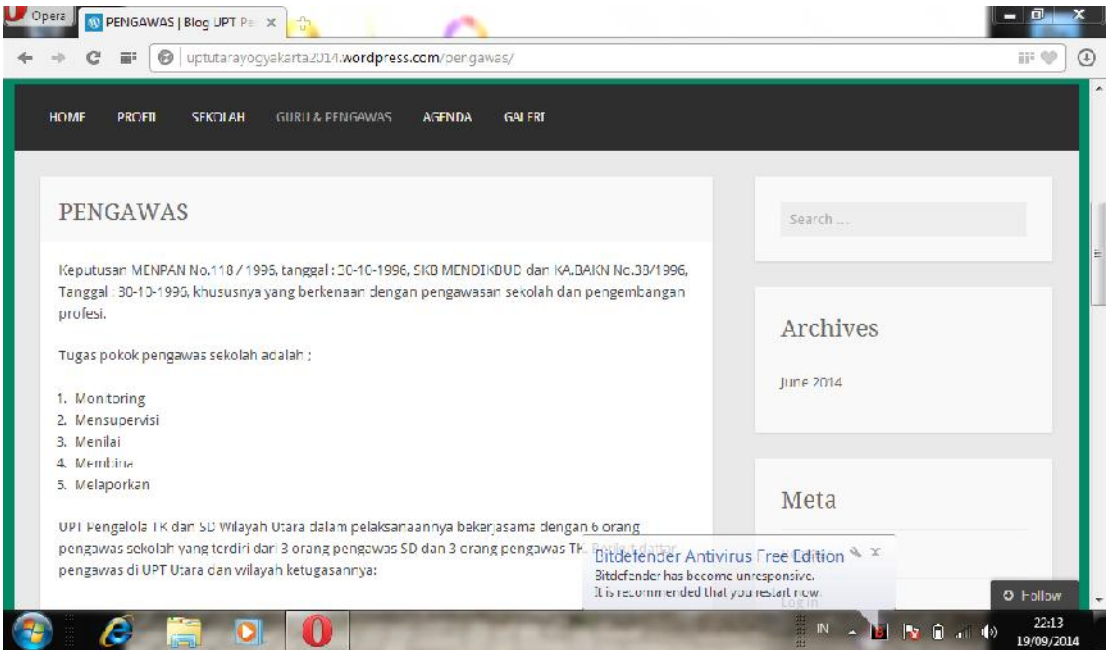 Opera
PENGAWAS | Blog UPT Pe
uptutarayogyakarta2014.wordpress.com/pengawas/
HOME PROFIL SEKOLAH GURU & PENGAWAS AGENDA GALERI
PENGAWAS
Keputusan MENPAN No.118 / 1996, tanggal : 30-10-1996, SKB MENDIKBUD dan KA.BAKN No.38/1996,
Tanggal : 30-10-1996, khususnya yang berkenaan dengan pengawasan sekolah dan pengembangan
profesi.
Tugas pokok pengawas sekolah adalah ;
1. Monitoring
2. Mensupervisi
3. Menilai
4. Membina
5. Melaporkan
UPT Pengelola TK dan SD Wilayah Utara dalam pelaksanaannya bekerjasama dengan 6 orang
pengawas sekolah yang terdiri dari 3 orang pengawas SD dan 3 orang pengawas TK.
pengawas di UPT Utara dan wilayah ketugasannya:
Search ...
Archives
June 2014
Meta
Log in
Bitdefender Antivirus Free Edition
Bitdefender has become unresponsive.
It is recommended that you restart now.
Follow
IN
22:13
19/09/2014